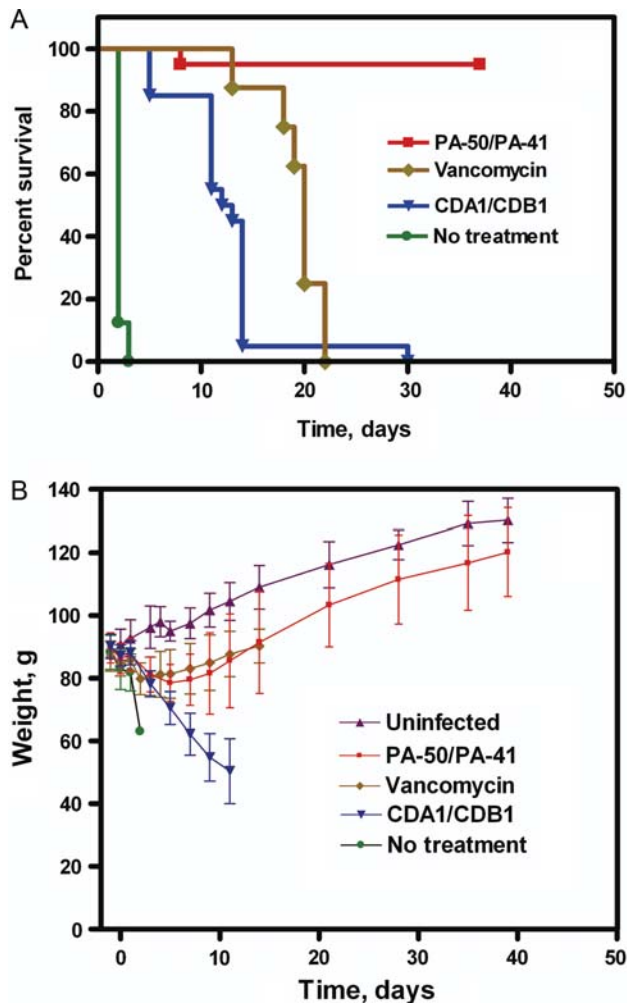 A
Percent survival
100
80
60
40
20
0
PA-50/PA-41
Vancomycin
CDA1/CDB1
No treatment
0 10 20 30 40 50
Time, days
B
Weight, g
140
120
100
80
60
40
20
0
Uninfected
PA-50/PA-41
Vancomycin
CDA1/CDB1
No treatment
0 10 20 30 40 50
Time, days